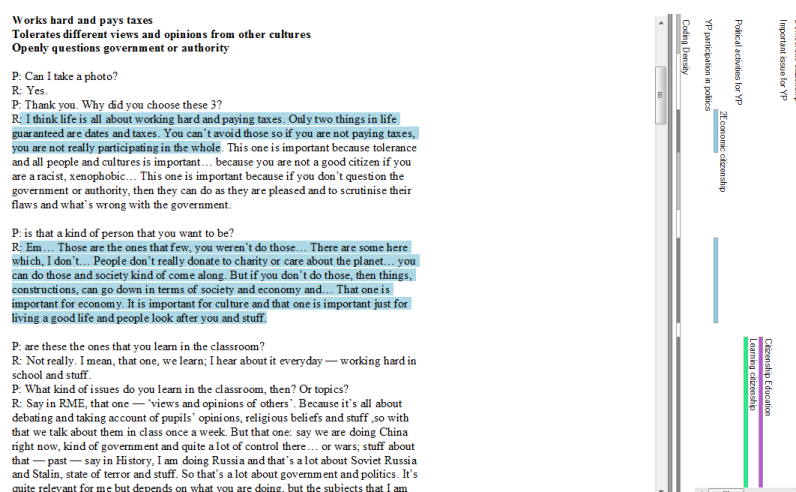 Works hard and pays taxes
Tolerates different views and opinions from other cultures
Openly questions government or authority
P: Can I take a photo?
R: Yes.
P: Thank you. Why did you choose these 3?
R: I think life is all about working hard and paying taxes. Only two things in life
guaranteed are dates and taxes. You can't avoid those so if you are not paying taxes,
you are not really participating in the whole. This one is important because tolerance
and all people and cultures is important… because you are not a good citizen if you
are a racist, xenophobic… This one is important because if you don't question the
government or authority, then they can do as they are pleased and to scrutinise their
flaws and what's wrong with the government.
P: is that a kind of person that you want to be?
R: Em… Those are the ones that few, you weren't do those… There are some here
which, I don't… People don't really donate to charity or care about the planet… you
can do those and society kind of come along. But if you don't do those, then things,
constructions, can go down in terms of society and economy and… That one is
important for economy. It is important for culture and that one is important just for
living a good life and people look after you and stuff.
P: are these the ones that you learn in the classroom?
R: Not really. I mean, that one, we learn; I hear about it everyday — working hard in
school and stuff.
P: What kind of issues do you learn in the classroom, then? Or topics?
R: Say in RME, that one — 'views and opinions of others'. Because it's all about
debating and taking account of pupils' opinions, religious beliefs and stuff ,so with
that we talk about them in class once a week. But that one: say we are doing China
right now, kind of government and quite a lot of control there… or wars; stuff about
that — past — say in History, I am doing Russia and that's a lot about Soviet Russia
and Stalin, state of terror and stuff. So that's a lot about government and politics. It's
quite relevant for me but depends on what you are doing, but the subjects that I am
Coding Density
YP participation in politics
2Economic citizenship
Political activities for YP
Learning citizenship
Citizenship Education
Important issue for YP